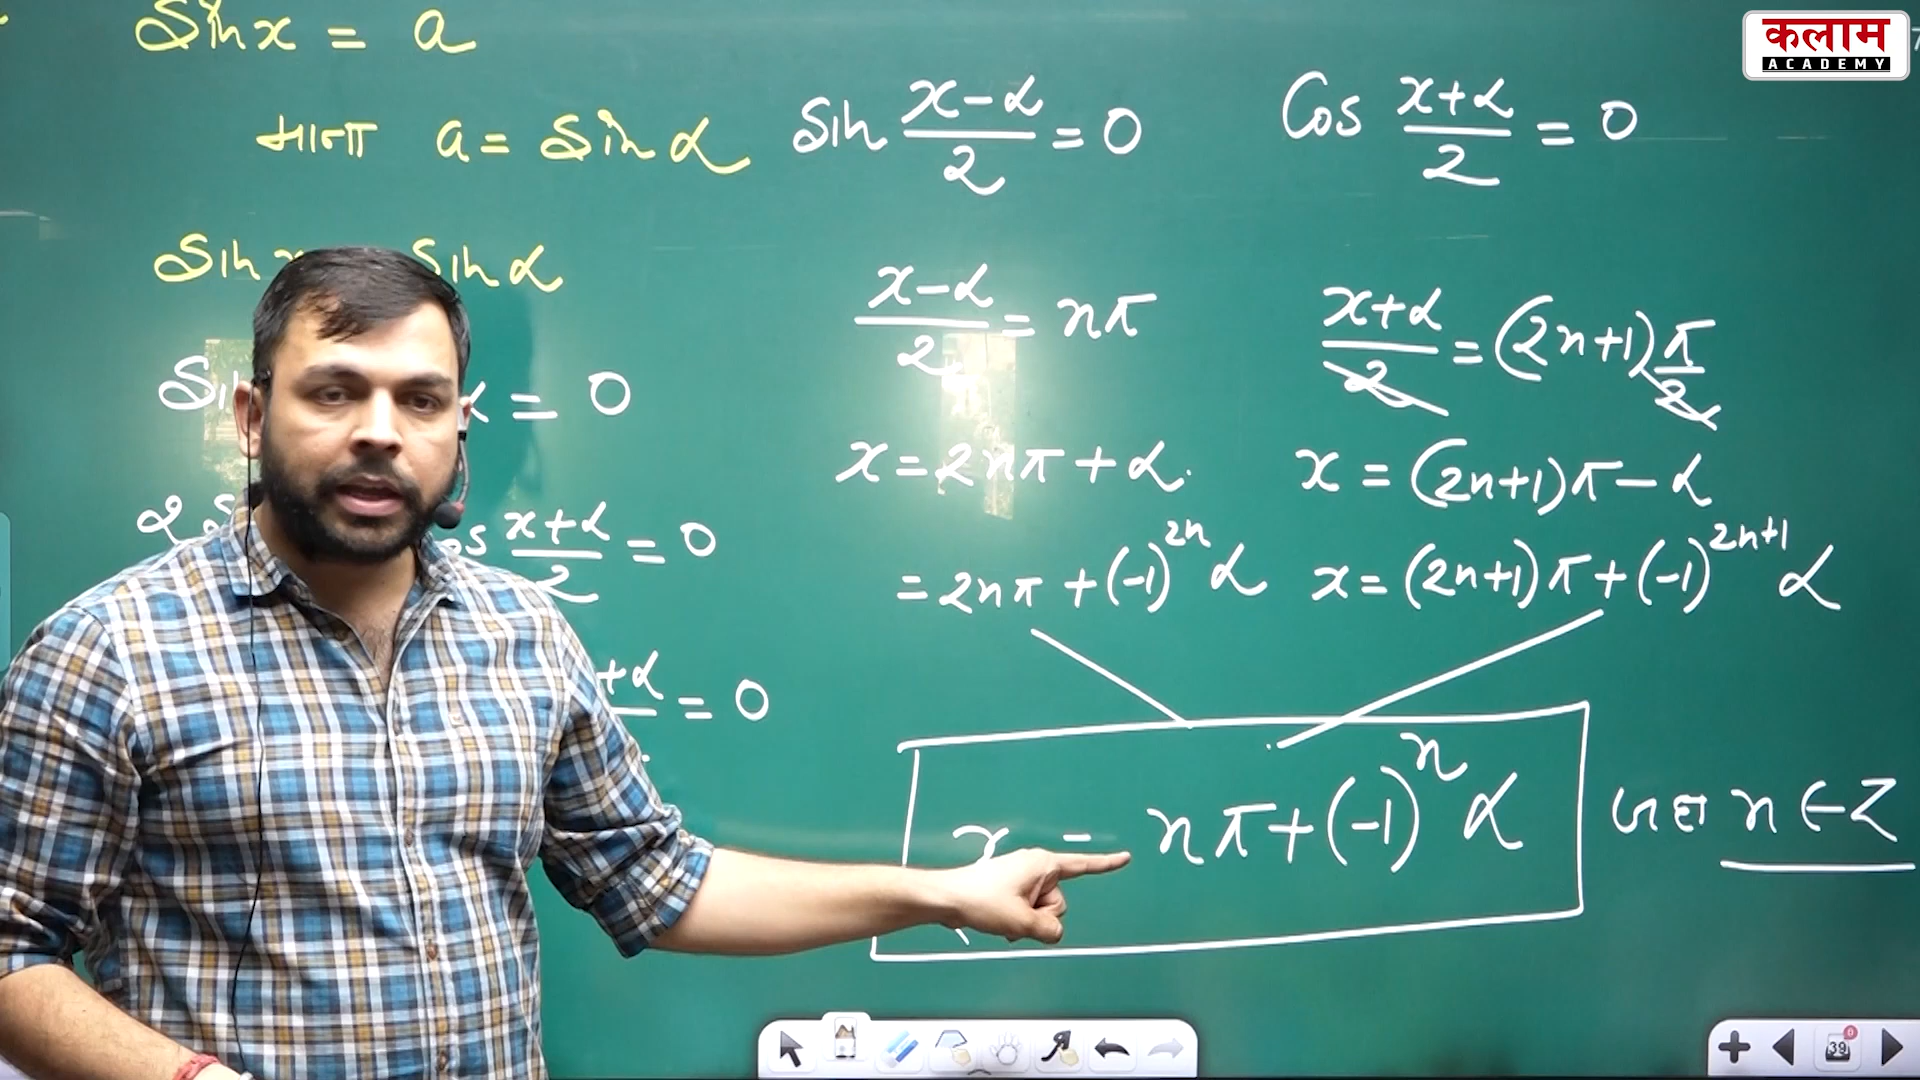 Sin x = a
माना a = Sin α
Sin α
= 0
x+α/2 = 0
+α = 0
Sin x-α/2 = 0
x-α/2 = nπ
x = 2nπ + α.
= 2nπ + (-1)^2n α
Cos x+α/2 = 0
x+α/2 = (2n+1)π/2
x = (2n+1)π - α
x = (2n+1)π + (-1)^2n+1 α
x = nπ + (-1)^n α जहा n ∈ Z
कलाम
ACADEMY
39